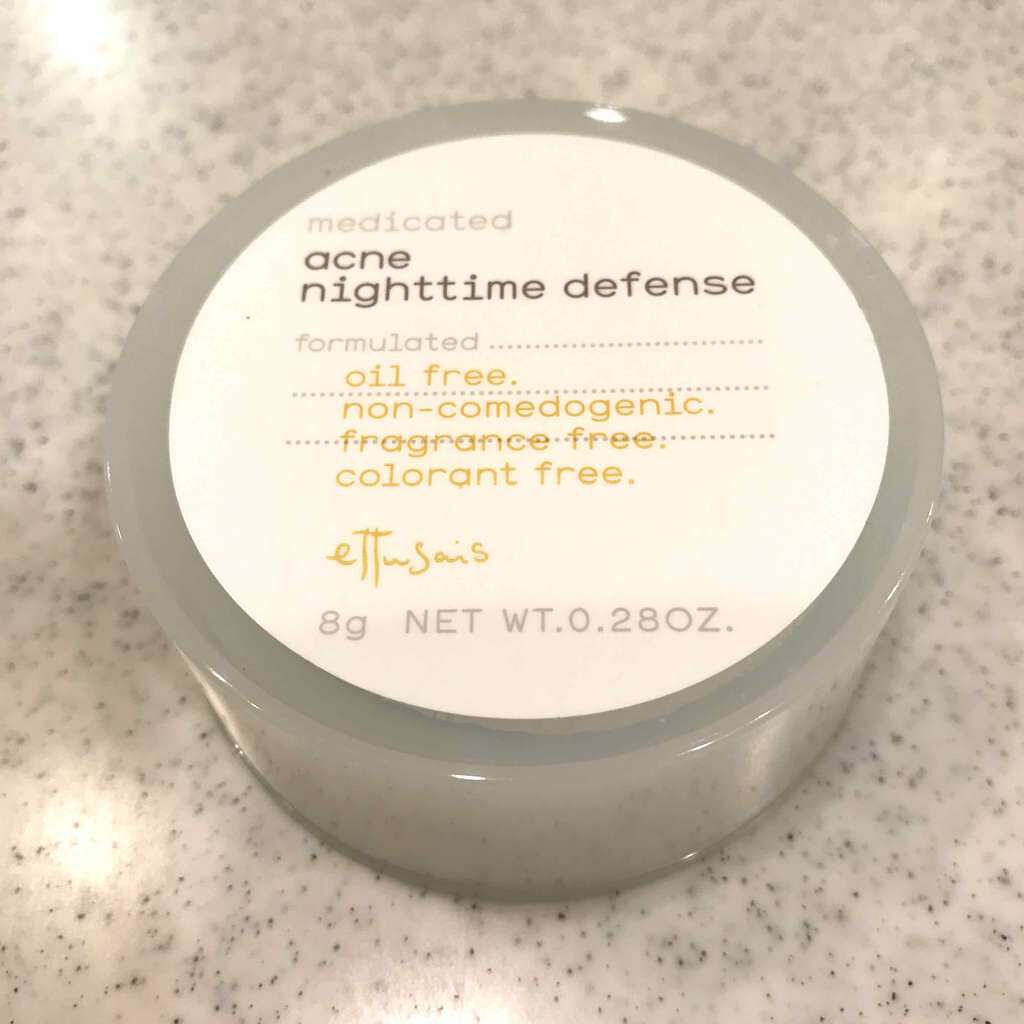 medicated
acne
nighttime defense
formulated
oil free.
non-comedogenic.
fragrance free.
colorant free.
ettusais
8g NET WT.0.28OZ.